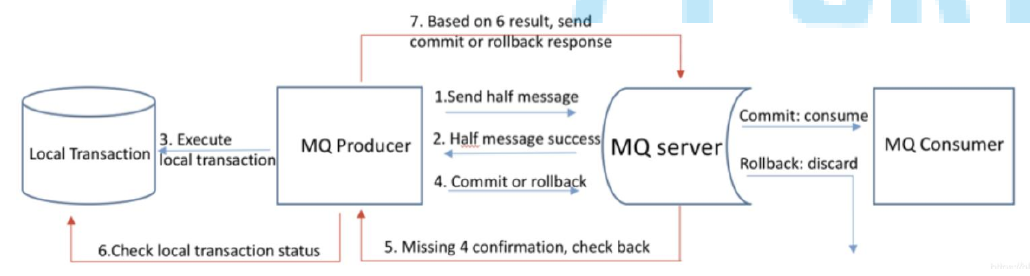 7. Based on 6 result, send
commit or rollback response
1.Send half message
Commit: consume
3. Execute
local transaction
2. Half message success
Local Transaction
MQ Producer
MQ server
MQ Consumer
Rollback: discard
4. Commit or rollback
6.Check local transaction status
5. Missing 4 confirmation, check back